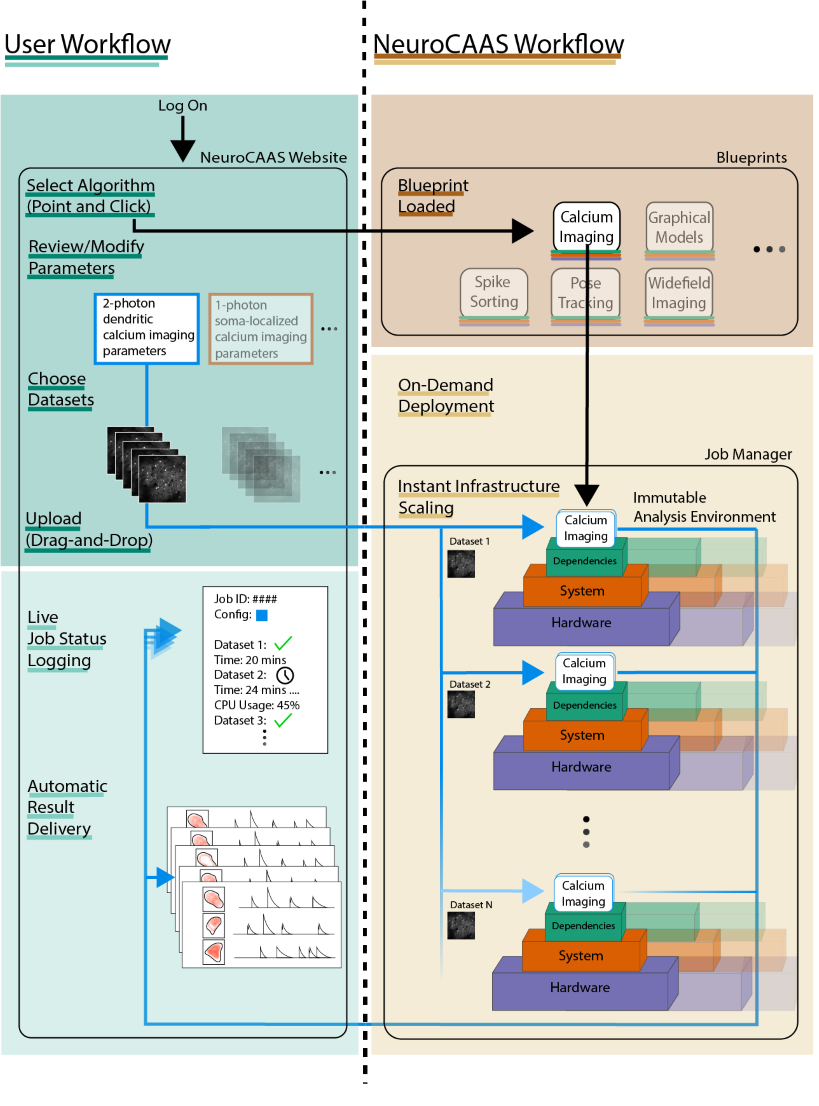 User Workflow
NeuroCAAS Workflow
Log On
NeuroCAAS Website
Select Algorithm
(Point and Click)
Review/Modify
Parameters
2-photon
dendritic
calcium imaging
parameters
1-photon
soma-localized
calcium imaging
parameters
...
Choose
Datasets
...
Upload
(Drag-and-Drop)
Live
Job Status
Logging
Job ID: ####
Config:
Dataset 1:
Time: 20 mins
Dataset 2:
Time: 24 mins ....
CPU Usage: 45%
Dataset 3:
Automatic
Result
Delivery
Blueprints
Blueprint
Loaded
Calcium
Imaging
Graphical
Models
...
Spike
Sorting
Pose
Tracking
Widefield
Imaging
On-Demand
Deployment
Job Manager
Instant Infrastructure
Scaling
Immutable
Analysis Environment
Dataset 1
Calcium
Imaging
Dependencies
System
Hardware
Dataset 2
Calcium
Imaging
Dependencies
System
Hardware
Dataset N
Calcium
Imaging
Dependencies
System
Hardware